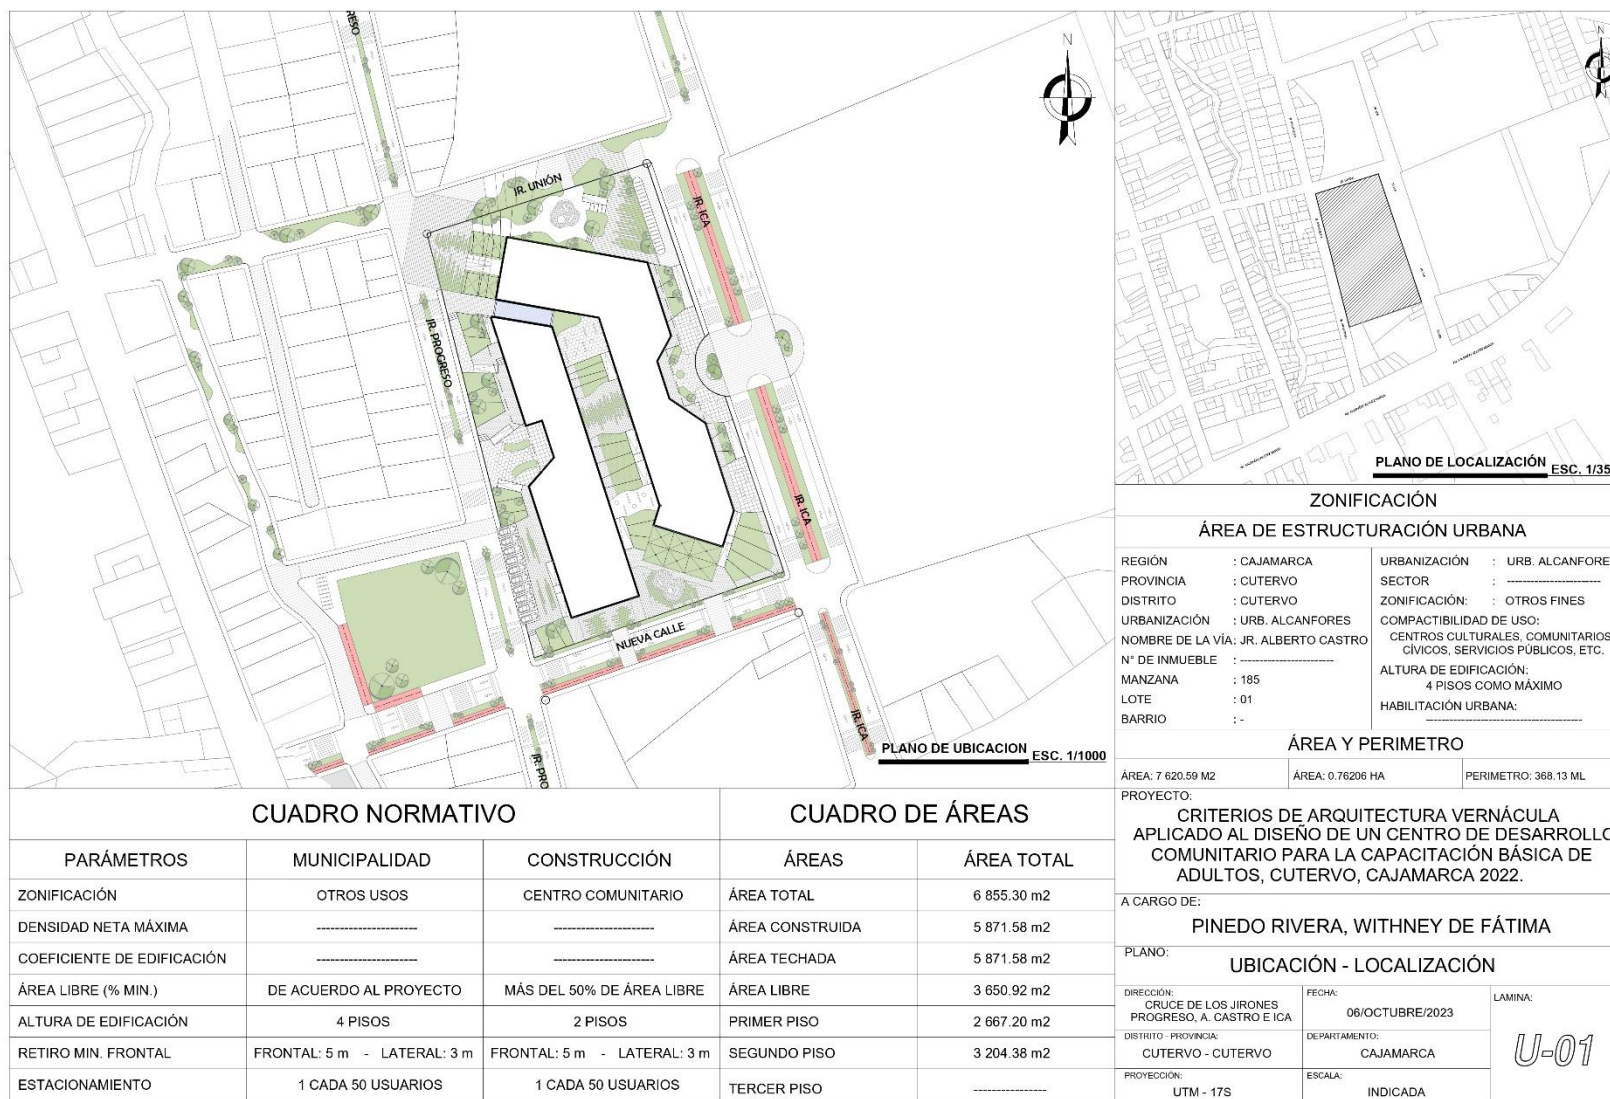 RESO
N
JR. UNIÓN
JR. ICA
JR. PROGRESO
JR. ICA
NUEVA CALLE
JR. ICA
JR. PRO
PLANO DE UBICACION ESC. 1/1000
N
PLANO DE LOCALIZACIÓN ESC. 1/35
ZONIFICACIÓN
ÁREA DE ESTRUCTURACIÓN URBANA
REGIÓN : CAJAMARCA
PROVINCIA : CUTERVO
DISTRITO : CUTERVO
URBANIZACIÓN : URB. ALCANFORES
NOMBRE DE LA VÍA: JR. ALBERTO CASTRO
N° DE INMUEBLE : -----------------------
MANZANA : 185
LOTE : 01
BARRIO : -
URBANIZACIÓN : URB. ALCANFORE
SECTOR : -----------------------
ZONIFICACIÓN: : OTROS FINES
COMPACTIBILIDAD DE USO:
CENTROS CULTURALES, COMUNITARIOS
CÍVICOS, SERVICIOS PÚBLICOS, ETC.
ALTURA DE EDIFICACIÓN:
4 PISOS COMO MÁXIMO
HABILITACIÓN URBANA:
---------------------------------------
ÁREA Y PERIMETRO
ÁREA: 7 620.59 M2 ÁREA: 0.76206 HA PERIMETRO: 368.13 ML
PROYECTO:
CRITERIOS DE ARQUITECTURA VERNÁCULA
APLICADO AL DISEÑO DE UN CENTRO DE DESARROLLO
COMUNITARIO PARA LA CAPACITACIÓN BÁSICA DE
ADULTOS, CUTERVO, CAJAMARCA 2022.
A CARGO DE:
PINEDO RIVERA, WITHNEY DE FÁTIMA
PLANO:
UBICACIÓN - LOCALIZACIÓN
DIRECCIÓN:
CRUCE DE LOS JIRONES
PROGRESO, A. CASTRO E ICA
FECHA:
06/OCTUBRE/2023
LAMINA:
U-01
DISTRITO - PROVINCIA:
CUTERVO - CUTERVO
DEPARTAMENTO:
CAJAMARCA
PROYECCIÓN:
UTM - 17S
ESCALA:
INDICADA
CUADRO NORMATIVO
PARÁMETROS MUNICIPALIDAD CONSTRUCCIÓN
ZONIFICACIÓN OTROS USOS CENTRO COMUNITARIO
DENSIDAD NETA MÁXIMA ---------------------- ----------------------
COEFICIENTE DE EDIFICACIÓN ---------------------- ----------------------
ÁREA LIBRE (% MIN.) DE ACUERDO AL PROYECTO MÁS DEL 50% DE ÁREA LIBRE
ALTURA DE EDIFICACIÓN 4 PISOS 2 PISOS
RETIRO MIN. FRONTAL FRONTAL: 5 m - LATERAL: 3 m FRONTAL: 5 m - LATERAL: 3 m
ESTACIONAMIENTO 1 CADA 50 USUARIOS 1 CADA 50 USUARIOS
CUADRO DE ÁREAS
ÁREAS ÁREA TOTAL
ÁREA TOTAL 6 855.30 m2
ÁREA CONSTRUIDA 5 871.58 m2
ÁREA TECHADA 5 871.58 m2
ÁREA LIBRE 3 650.92 m2
PRIMER PISO 2 667.20 m2
SEGUNDO PISO 3 204.38 m2
TERCER PISO ----------------